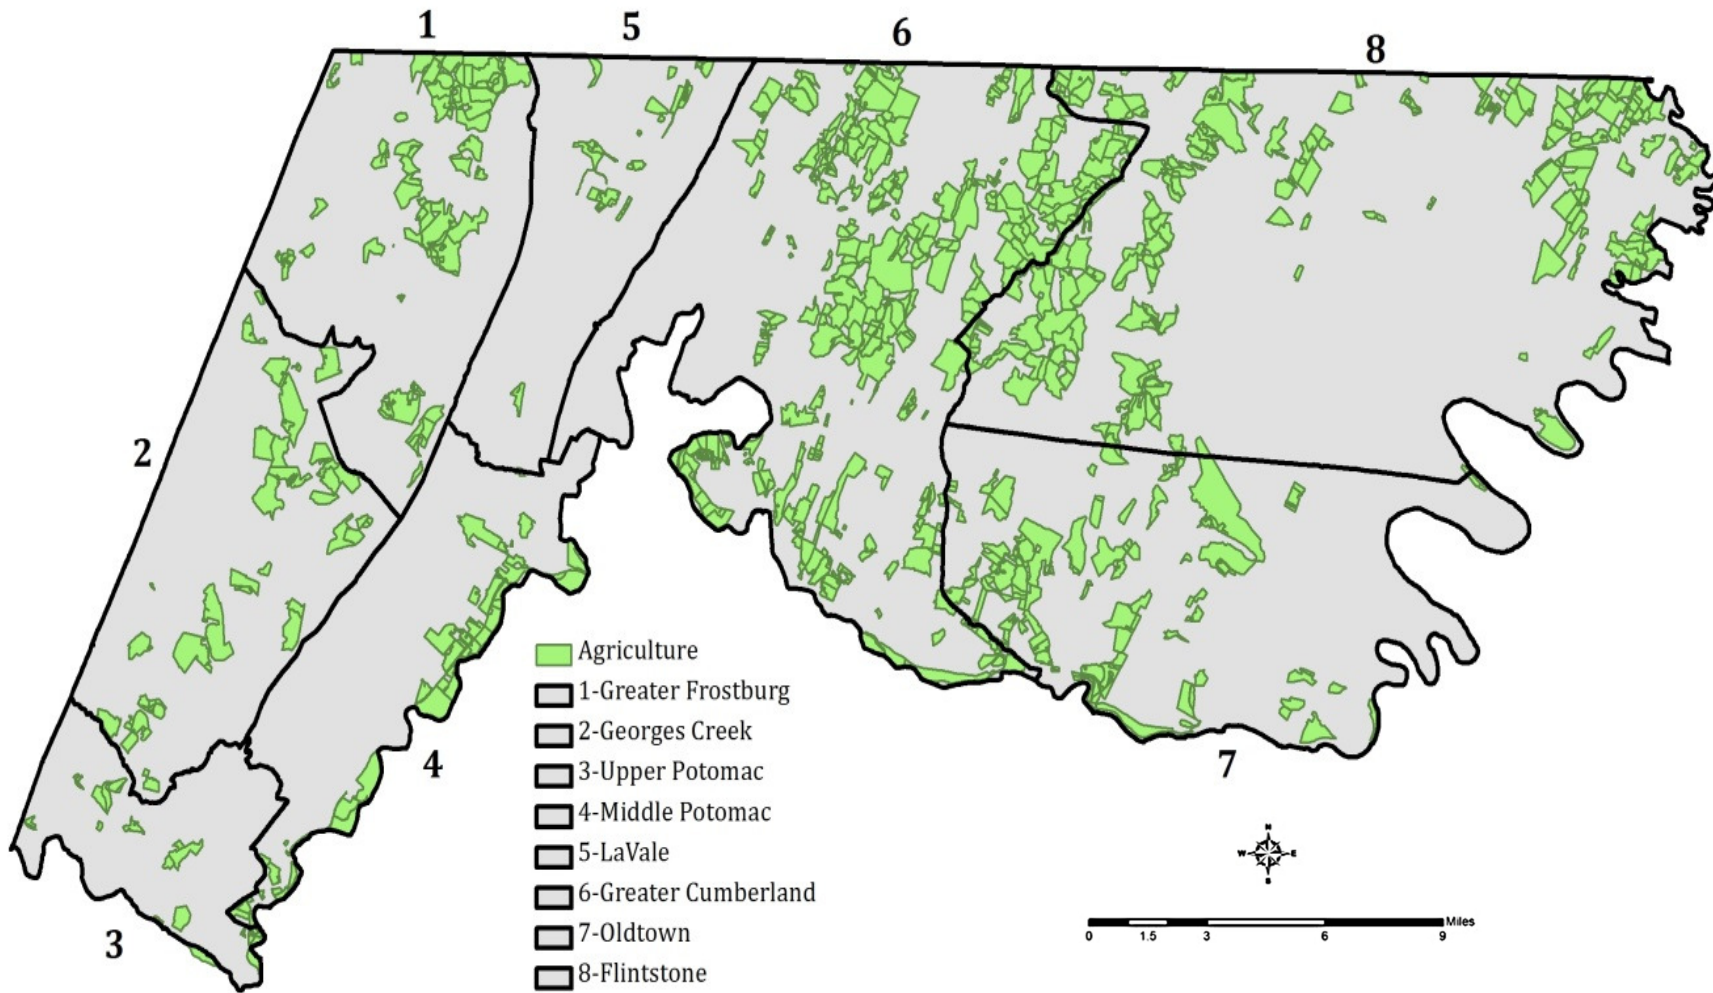 1
5
6
8
2
4
3
7
Agriculture
1-Greater Frostburg
2-Georges Creek
3-Upper Potomac
4-Middle Potomac
5-LaVale
6-Greater Cumberland
7-Oldtown
8-Flintstone
N
W E
S
Miles
0 1.5 3 6 9